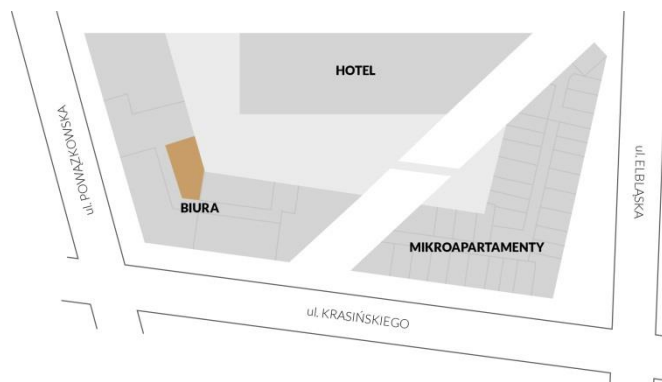 HOTEL
ul. POWĄZKOWSKA
ul. ELBLĄSKA
BIURA
MIKROAPARTAMENTY
ul. KRASIŃSKIEGO